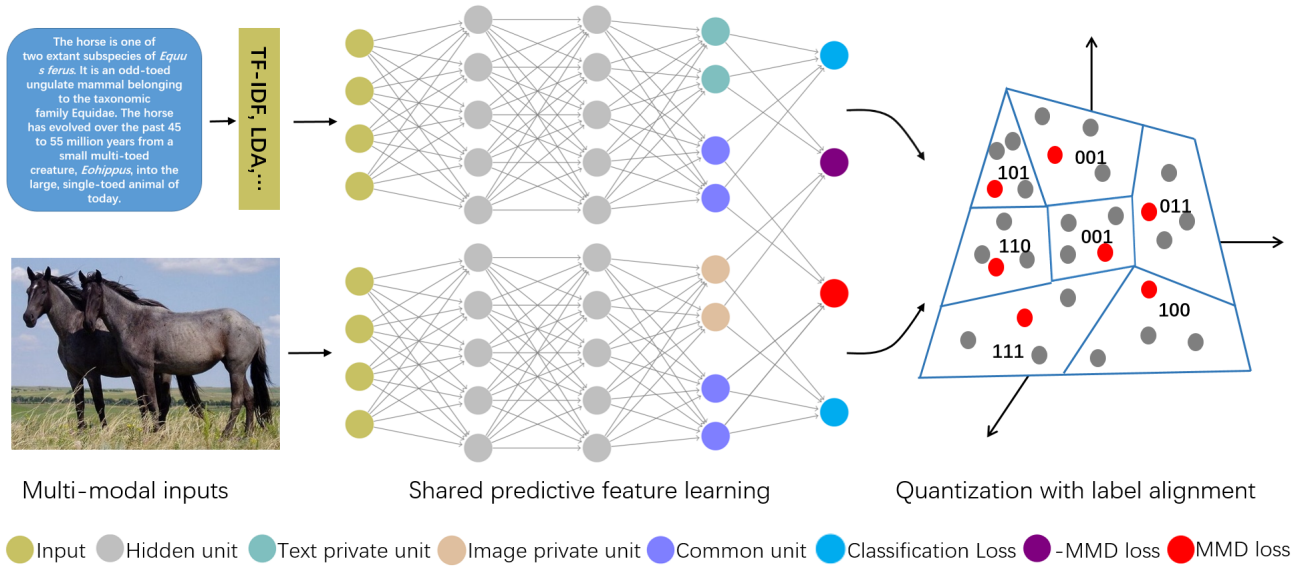 The horse is one of
two extant subspecies of Equu
s ferus. It is an odd-toed
ungulate mammal belonging
to the taxonomic
family Equidae. The horse
has evolved over the past 45
to 55 million years from a
small multi-toed
creature, Eohippus, into the
large, single-toed animal of
today.
TF-IDF, LDA,...
101
001
011
110
001
100
111
Multi-modal inputs
Shared predictive feature learning
Quantization with label alignment
Input
Hidden unit
Text private unit
Image private unit
Common unit
Classification Loss
-MMD loss
MMD loss